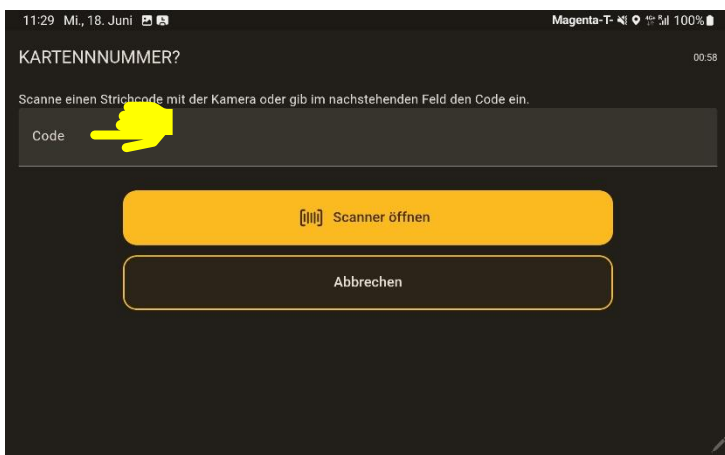 11:29 Mi., 18. Juni Magenta-T- 100%
KARTENNNUMMER? 00:58
Scanne einen Strichcode mit der Kamera oder gib im nachstehenden Feld den Code ein.
Code
Scanner öffnen
Abbrechen